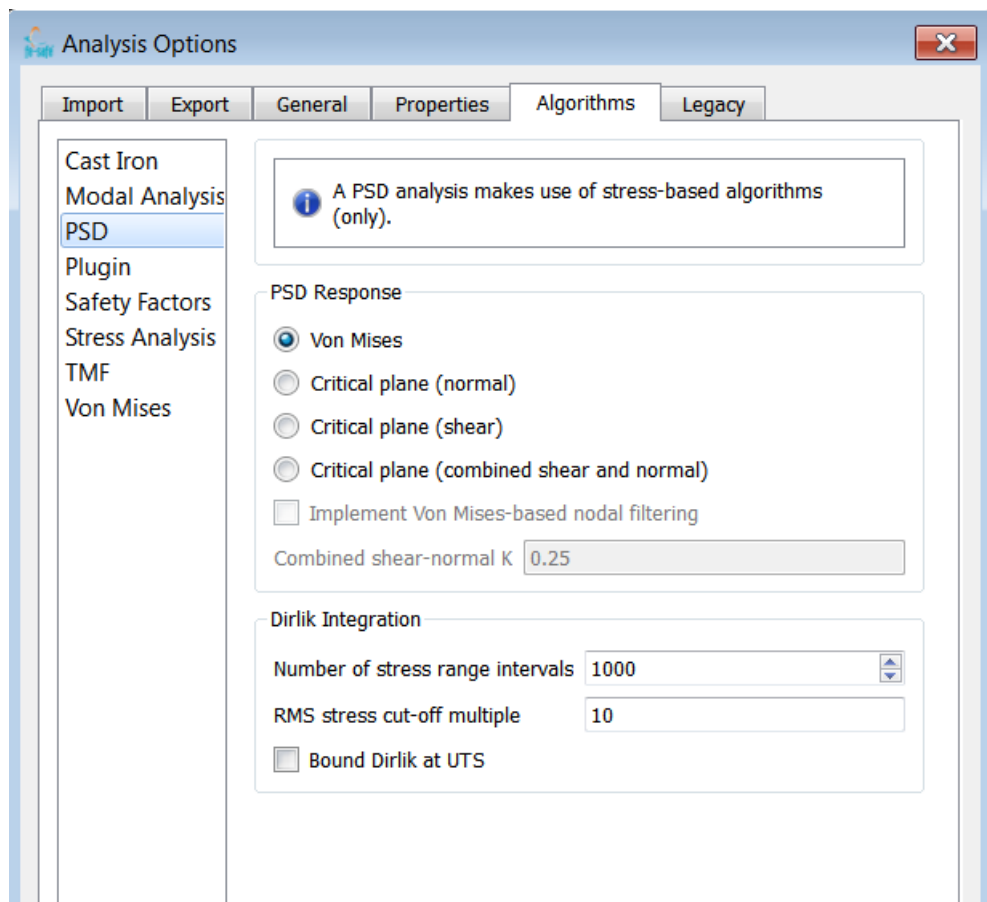 Analysis Options
Import Export General Properties Algorithms Legacy
Cast Iron
Modal Analysis
PSD
Plugin
Safety Factors
Stress Analysis
TMF
Von Mises
A PSD analysis makes use of stress-based algorithms
(only).
PSD Response
Von Mises
Critical plane (normal)
Critical plane (shear)
Critical plane (combined shear and normal)
Implement Von Mises-based nodal filtering
Combined shear-normal K 0.25
Dirlik Integration
Number of stress range intervals 1000
RMS stress cut-off multiple 10
Bound Dirlik at UTS